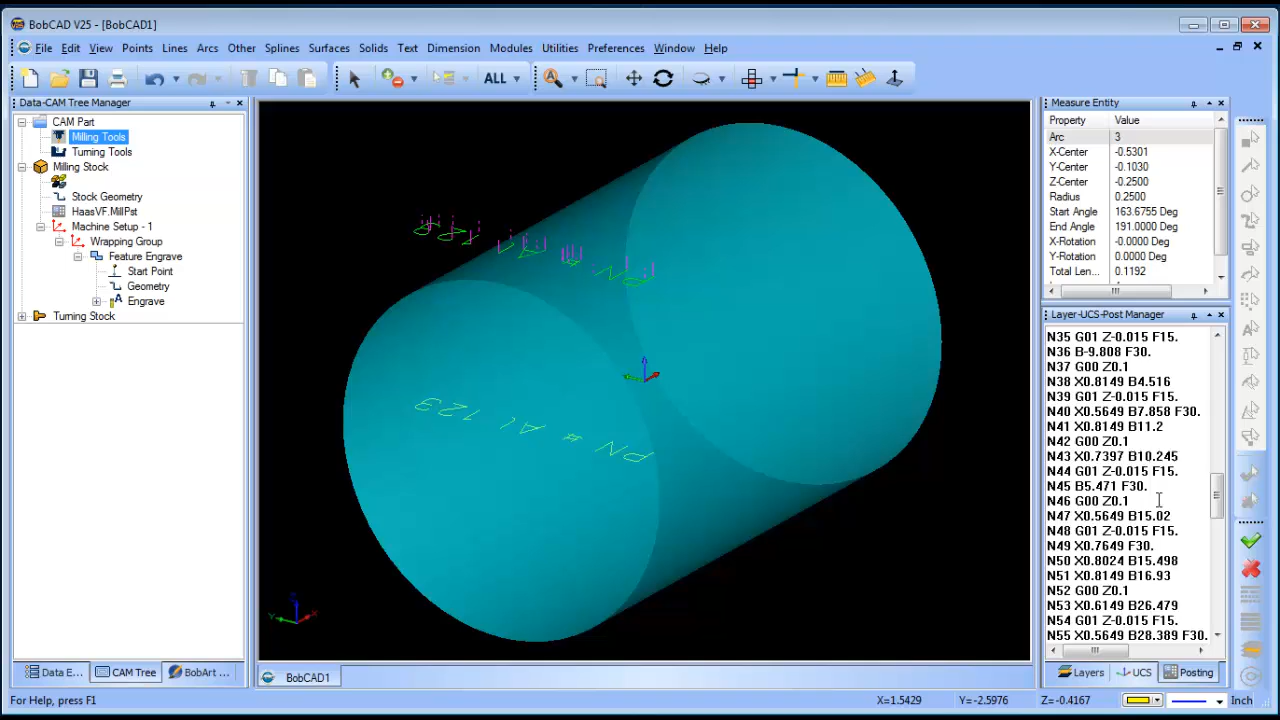 BobCAD V25 - [BobCAD1]
File Edit View Points Lines Arcs Other Splines Surfaces Solids Text Dimension Modules Utilities Preferences Window Help
ALL
Data-CAM Tree Manager
CAM Part
Milling Tools
Turning Tools
Milling Stock
Stock Geometry
HaasVF.MillPst
Machine Setup - 1
Wrapping Group
Feature Engrave
Start Point
Geometry
Engrave
Turning Stock
Data E... CAM Tree BobArt ...
PN # AL 123
PN # AL 123
Z
Y
X
BobCAD1
Measure Entity
Property Value
Arc 3
X-Center -0.5301
Y-Center -0.1030
Z-Center -0.2500
Radius 0.2500
Start Angle 163.6755 Deg
End Angle 191.0000 Deg
X-Rotation -0.0000 Deg
Y-Rotation 0.0000 Deg
Total Len... 0.1192
Layer-UCS-Post Manager
N35 G01 Z-0.015 F15.
N36 B-9.808 F30.
N37 G00 Z0.1
N38 X0.8149 B4.516
N39 G01 Z-0.015 F15.
N40 X0.5649 B7.858 F30.
N41 X0.8149 B11.2
N42 G00 Z0.1
N43 X0.7397 B10.245
N44 G01 Z-0.015 F15.
N45 B5.471 F30.
N46 G00 Z0.1
N47 X0.5649 B15.02
N48 G01 Z-0.015 F15.
N49 X0.7649 F30.
N50 X0.8024 B15.498
N51 X0.8149 B16.93
N52 G00 Z0.1
N53 X0.6149 B26.479
N54 G01 Z-0.015 F15.
N55 X0.5649 B28.389 F30.
Layers UCS Posting
For Help, press F1
X=1.5429 Y=-2.5976 Z=-0.4167 Inch